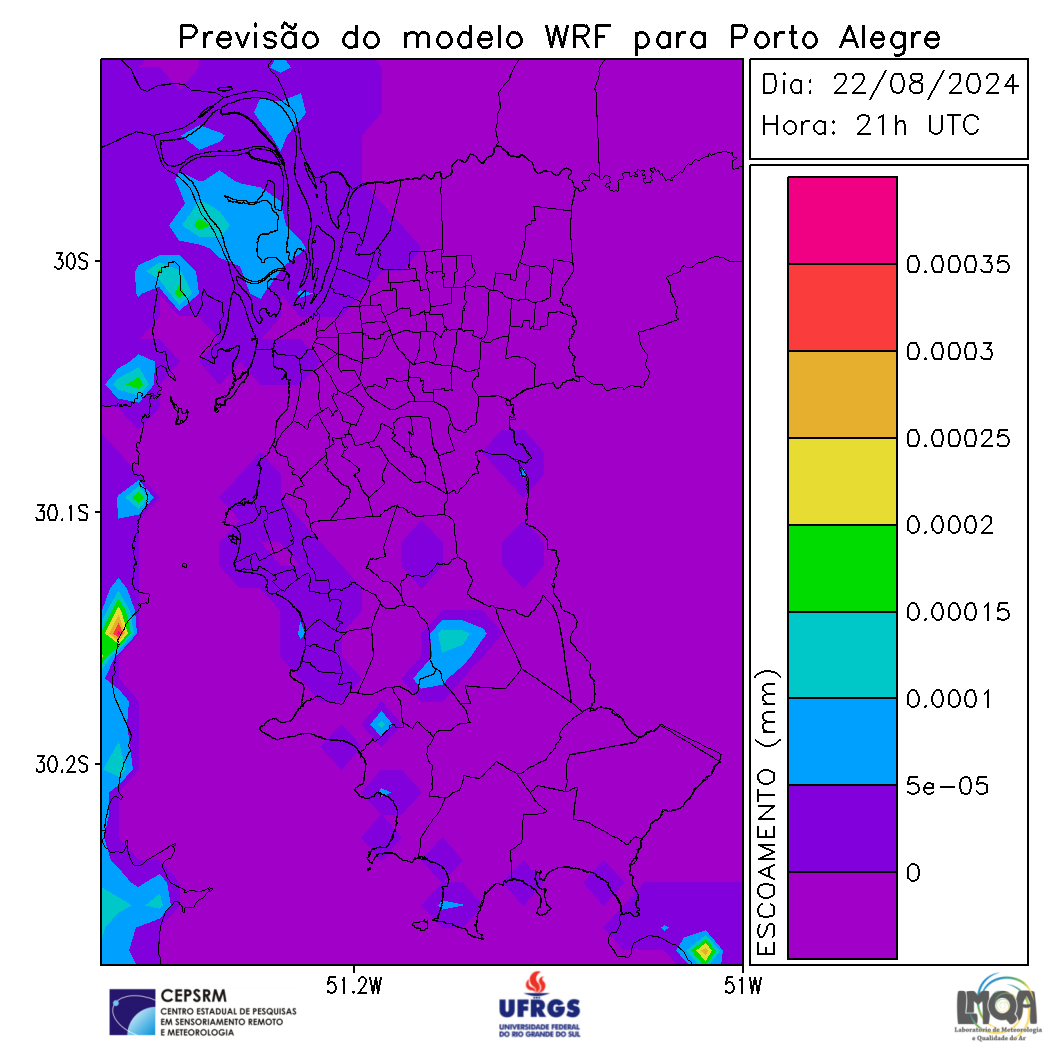 Previsão do modelo WRF para Porto Alegre
Dia: 22/08/2024
Hora: 21h UTC
30S
30.1S
30.2S
51.2W
51W
ESCOAMENTO (mm)
0.00035
0.0003
0.00025
0.0002
0.00015
0.0001
5e-05
0
CEPSRM
CENTRO ESTADUAL DE PESQUISAS
EM SENSORIAMENTO REMOTO
E METEOROLOGIA
UFRGS
UNIVERSIDADE FEDERAL
DO RIO GRANDE DO SUL
LMQA
Laboratório de Meteorologia
e Qualidade do Ar